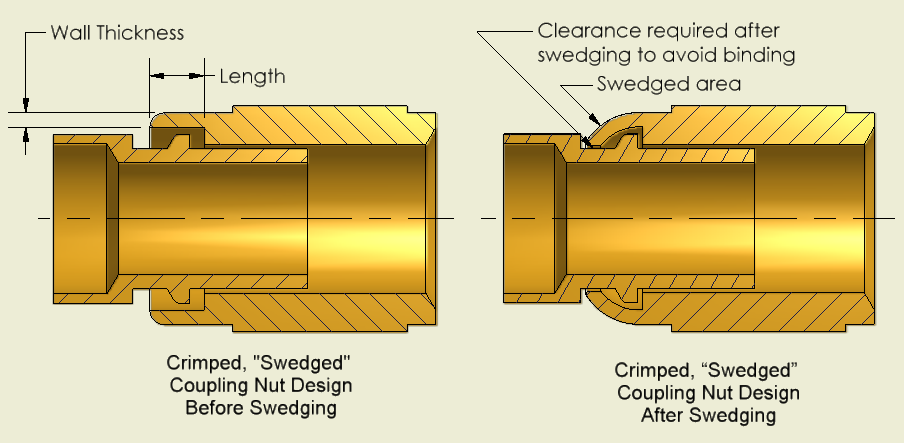 Wall Thickness
Length
Clearance required after
swedging to avoid binding
Swedged area
Crimped, "Swedged"
Coupling Nut Design
Before Swedging
Crimped, “Swedged”
Coupling Nut Design
After Swedging